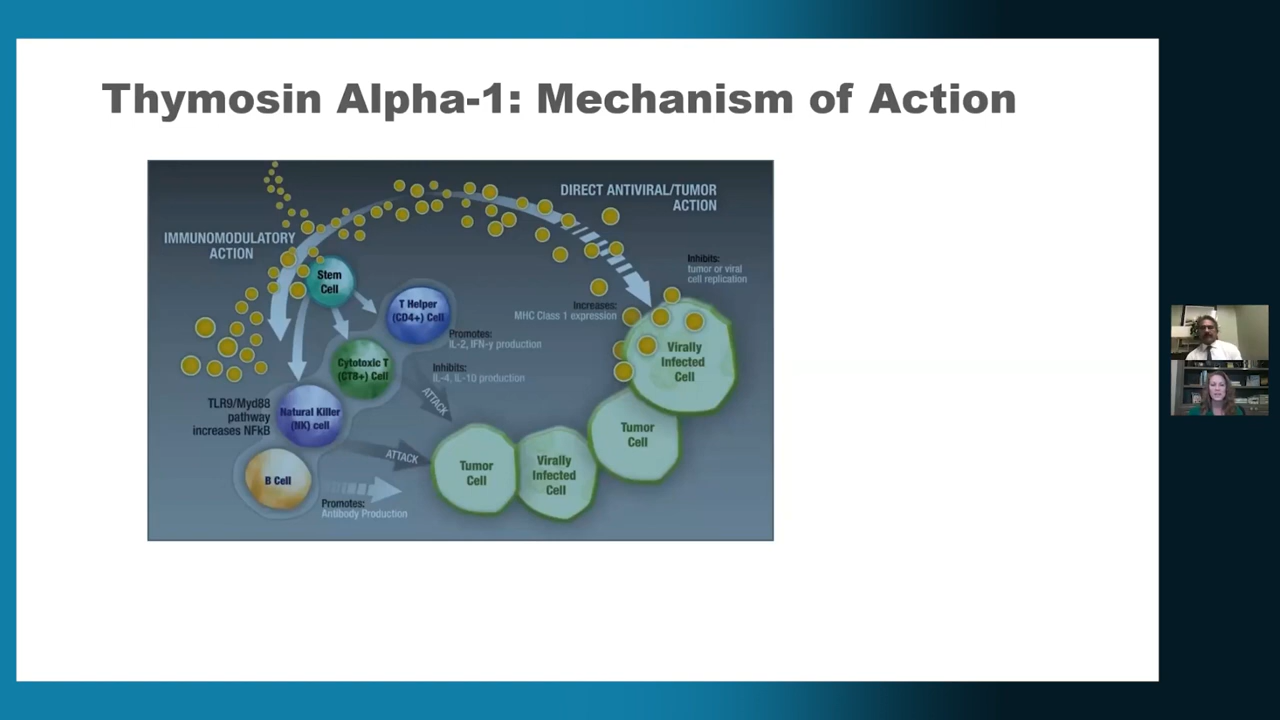 Thymosin Alpha-1: Mechanism of Action
DIRECT ANTIVIRAL/TUMOR
ACTION
IMMUNOMODULATORY
ACTION
Inhibits:
tumor or viral
cell replication
Stem
Cell
T Helper
(CD4+) Cell
Increases:
MHC Class 1 expression
Promotes:
IL-2, IFN-γ production
Virally
Infected
Cell
Cytotoxic T
(CT8+) Cell
Inhibits:
IL-4, IL-10 production
ATTACK
TLR9/Myd88
pathway
increases NFkB
Natural Killer
(NK) cell
Tumor
Cell
ATTACK
Tumor
Cell
Virally
Infected
Cell
B Cell
Promotes:
Antibody Production